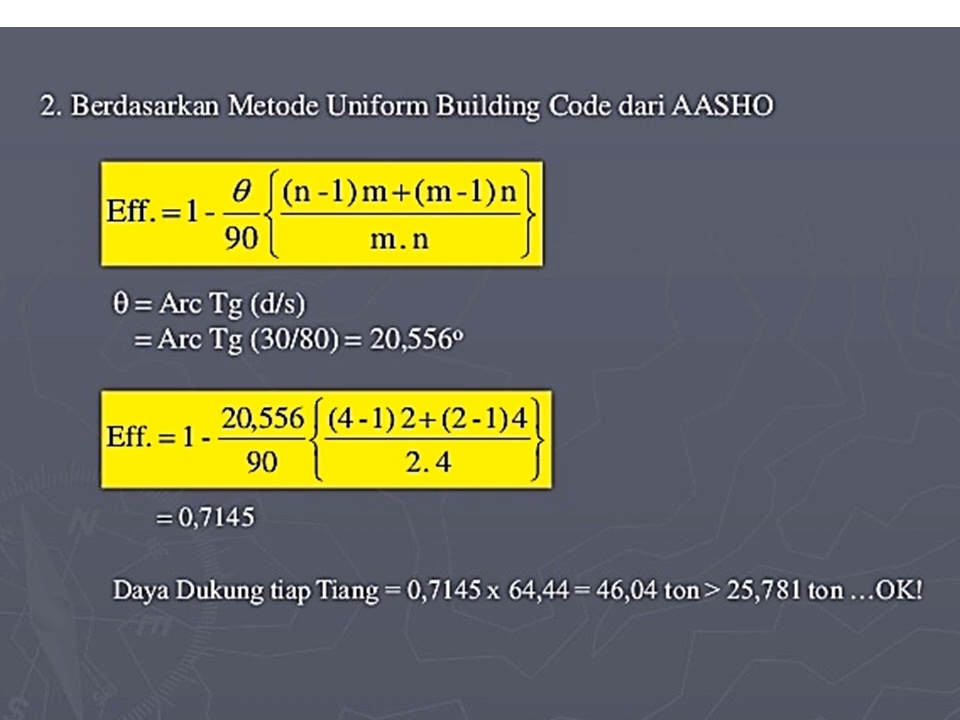 2. Berdasarkan Metode Uniform Building Code dari AASHO
Eff. = 1 - θ/90 {((n - 1) m + (m - 1) n)/(m . n)}
θ = Arc Tg (d/s)
= Arc Tg (30/80) = 20,556º
Eff. = 1 - 20,556/90 {((4 - 1) 2 + (2 - 1) 4)/(2. 4)}
= 0,7145
Daya Dukung tiap Tiang = 0,7145 x 64,44 = 46,04 ton > 25,781 ton …OK!